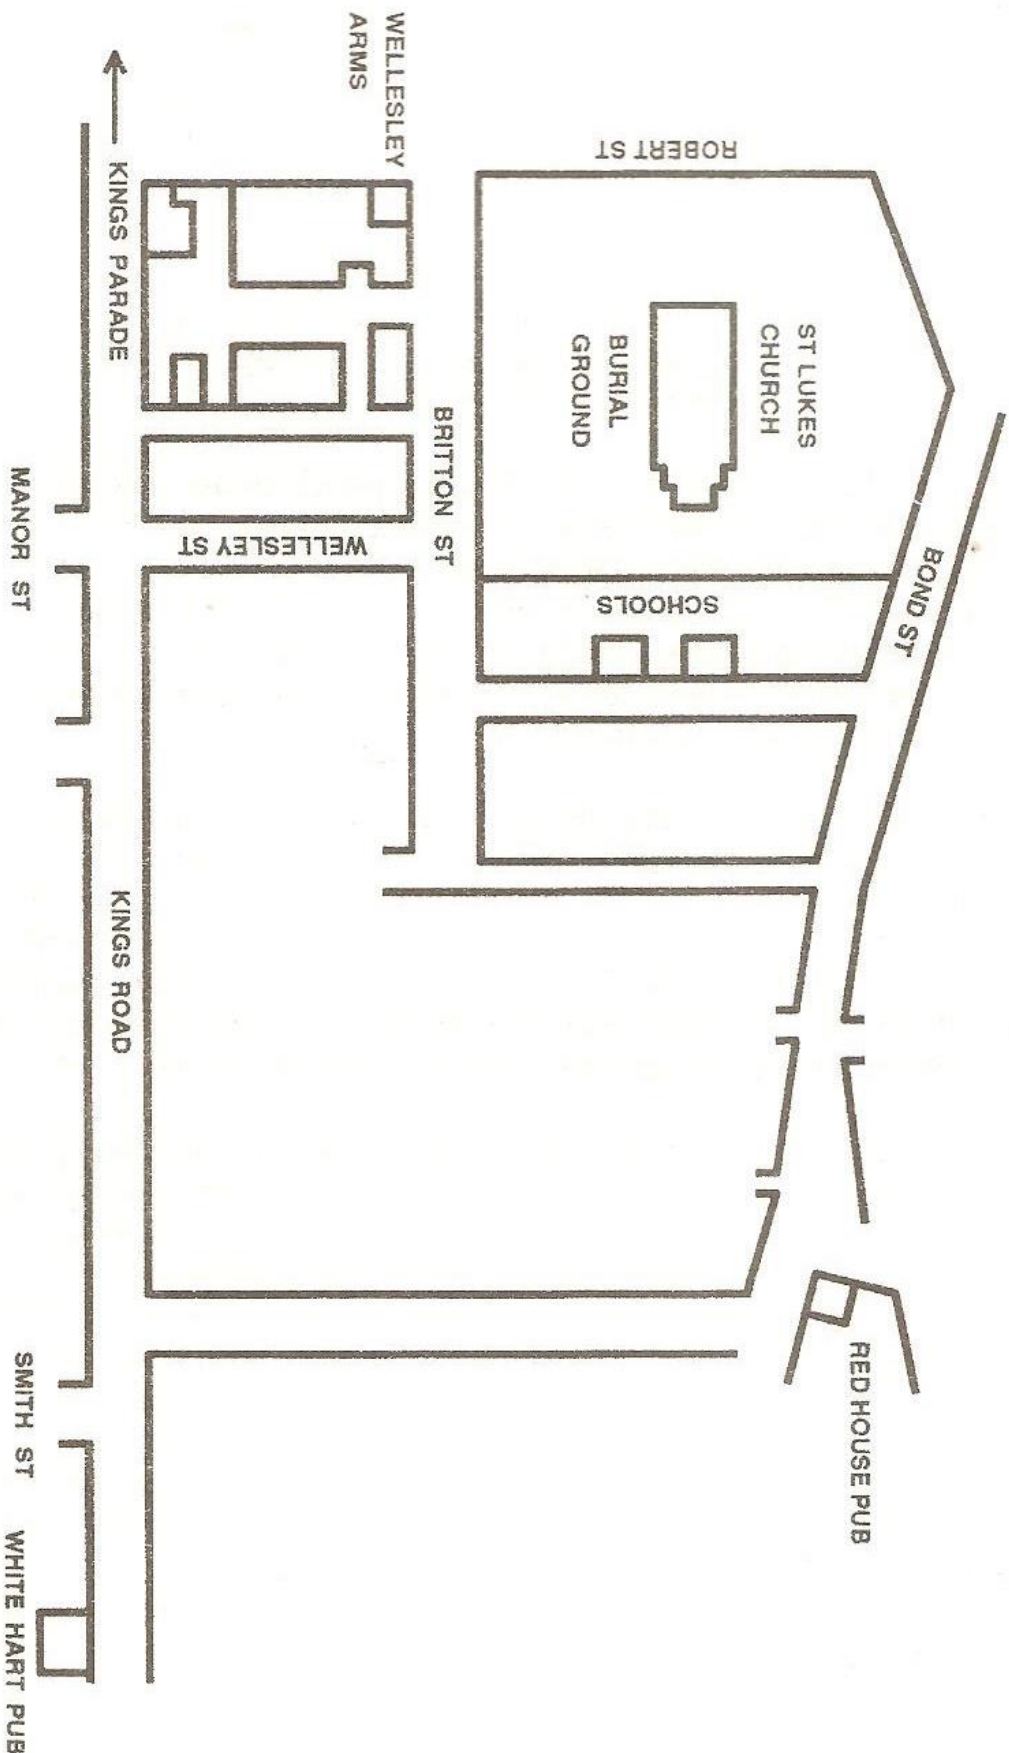 WELLESLEY
ARMS
KINGS PARADE
ROBERT ST
ST LUKES
CHURCH
BURIAL
GROUND
BRITTON ST
WELLESLEY ST
SCHOOLS
BOND ST
MANOR ST
KINGS ROAD
RED HOUSE PUB
SMITH ST
WHITE HART PUB